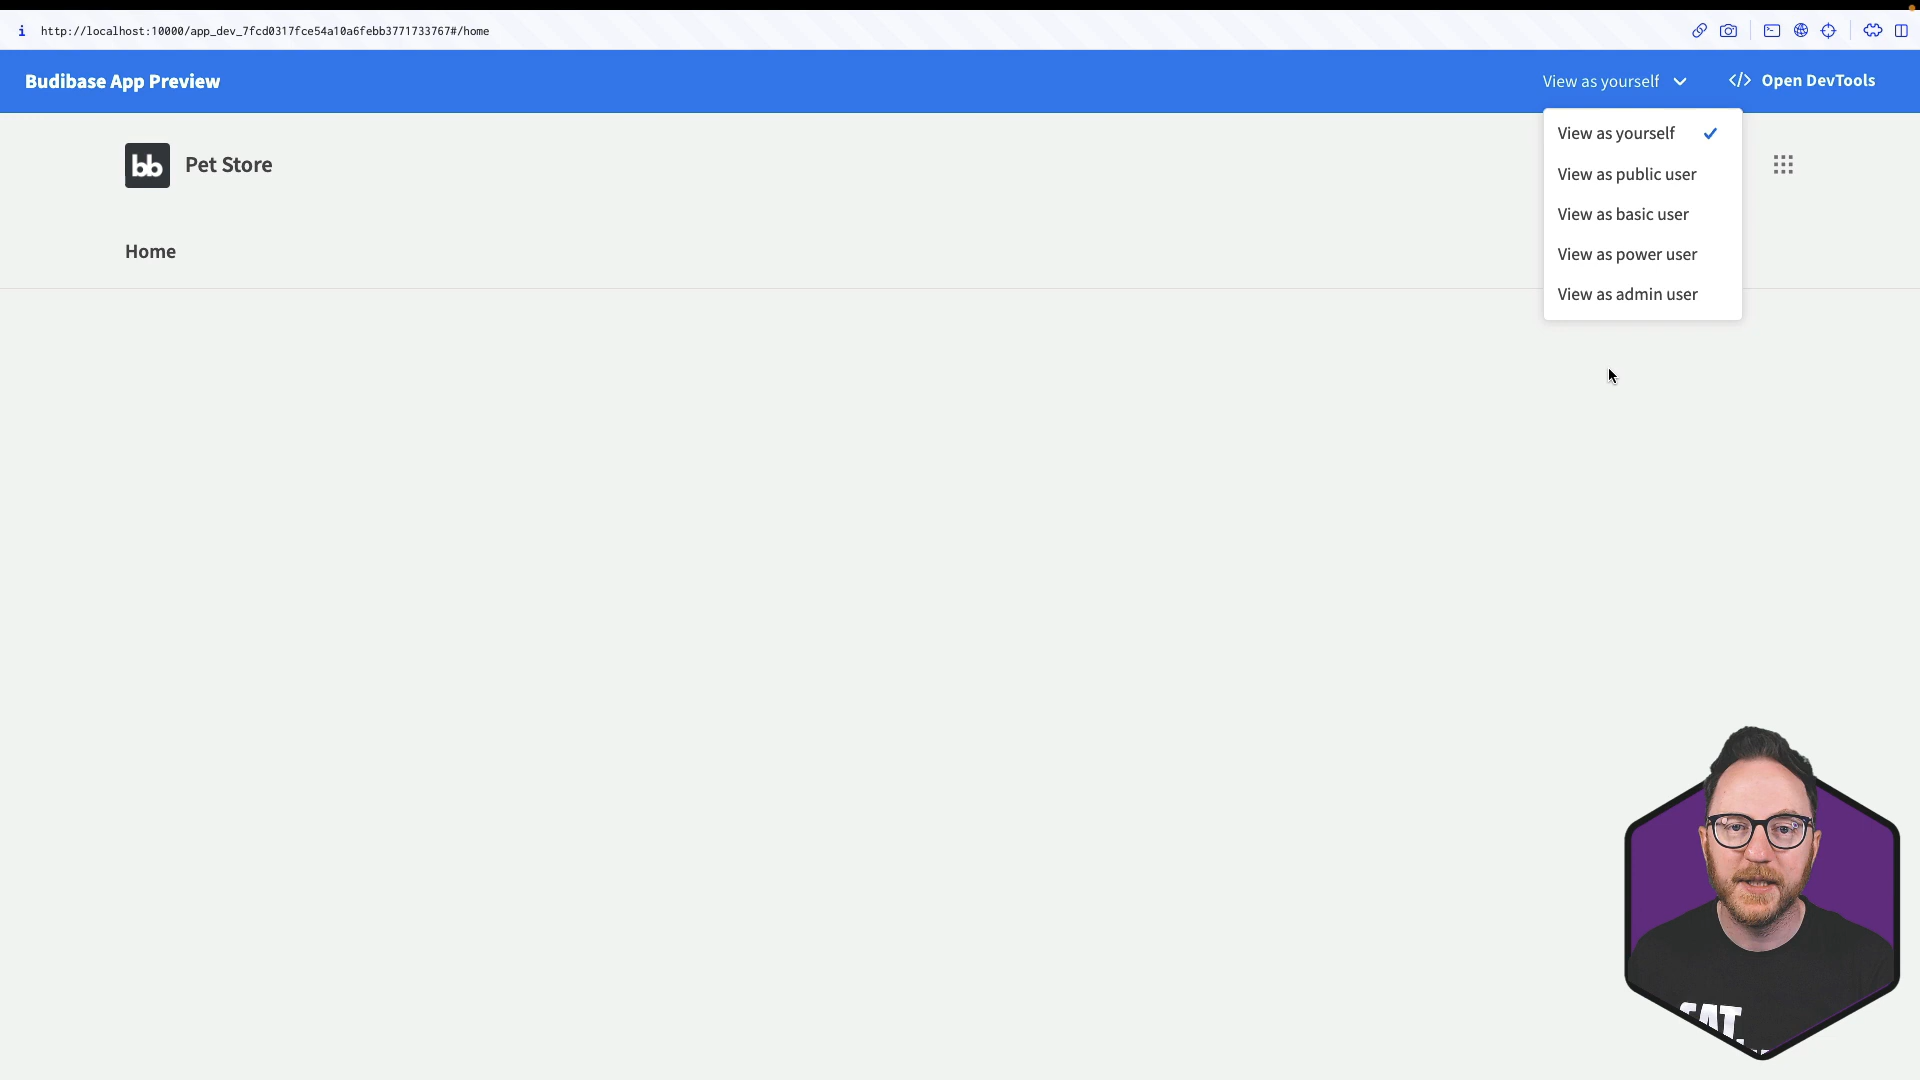 http://localhost:10000/app_dev_7fcd0317fce54a10a6febb3771733767#/home
Budibase App Preview
View as yourself
</> Open DevTools
View as yourself
View as public user
View as basic user
View as power user
View as admin user
bb Pet Store
Home